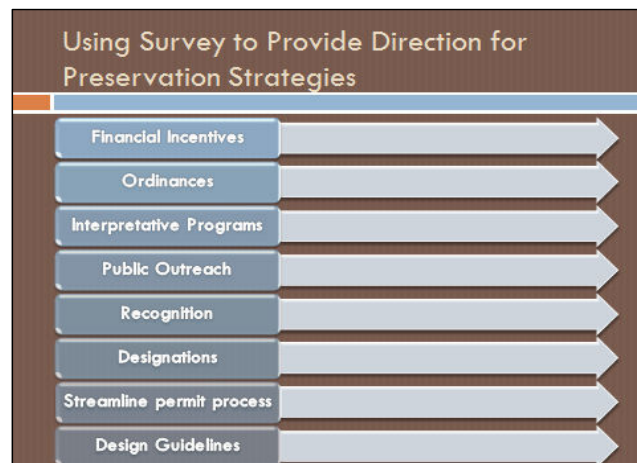 Using Survey to Provide Direction for
Preservation Strategies
Financial Incentives
Ordinances
Interpretative Programs
Public Outreach
Recognition
Designations
Streamline permit process
Design Guidelines